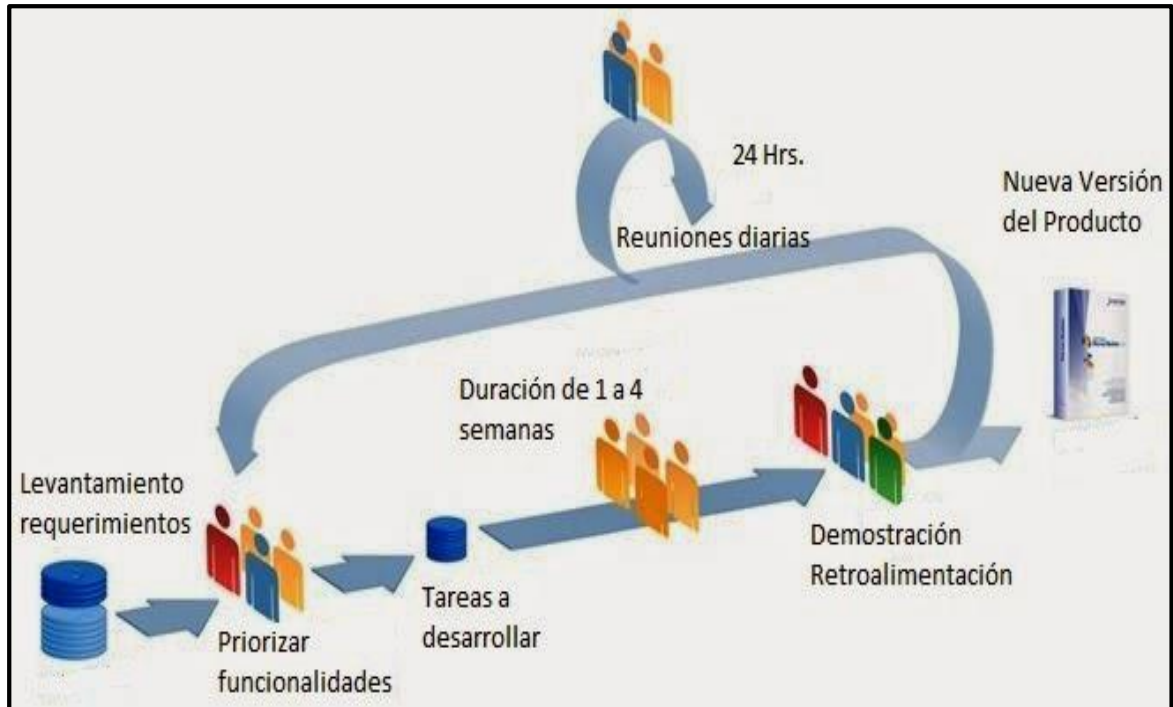 24 Hrs.
Reuniones diarias
Nueva Versión
del Producto
Duración de 1 a 4
semanas
Levantamiento
requerimientos
Priorizar
funcionalidades
Tareas a
desarrollar
Demostración
Retroalimentación